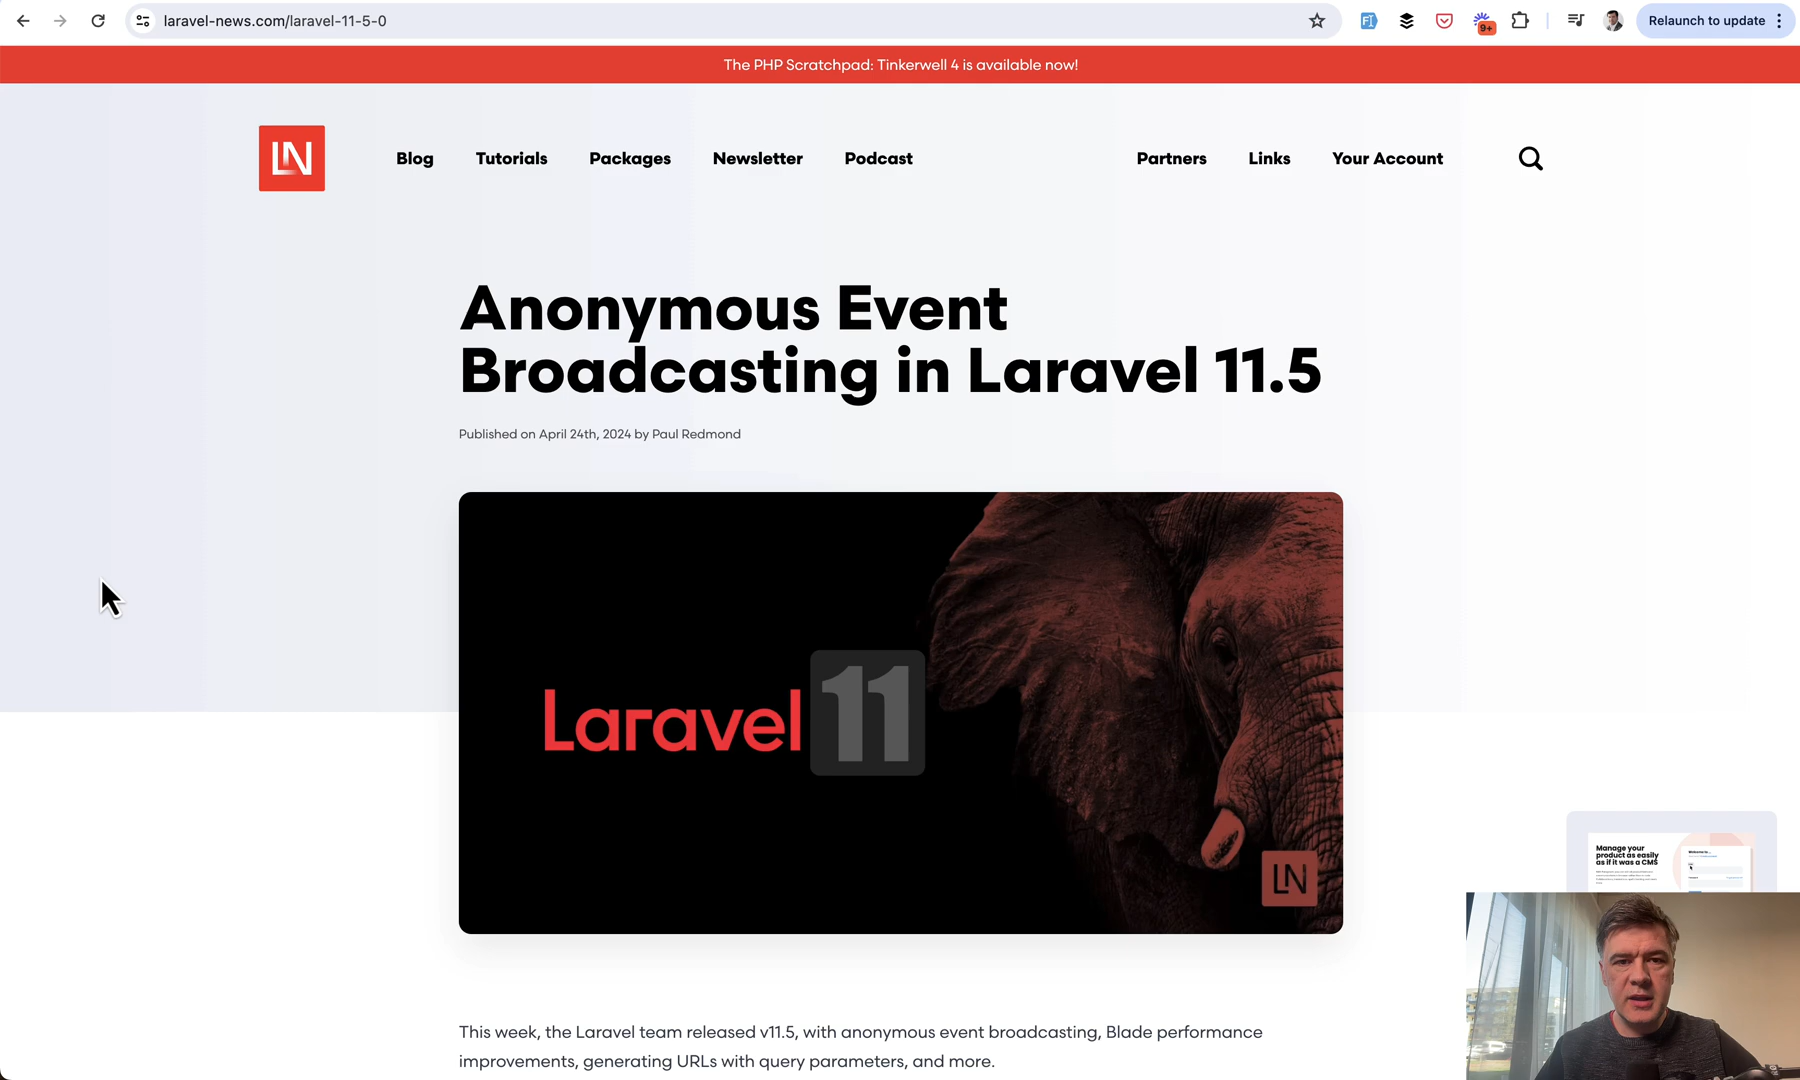 laravel-news.com/laravel-11-5-0
9+
Relaunch to update
The PHP Scratchpad: Tinkerwell 4 is available now!
LN
Blog
Tutorials
Packages
Newsletter
Podcast
Partners
Links
Your Account
Anonymous Event
Broadcasting in Laravel 11.5
Published on April 24th, 2024 by Paul Redmond
Laravel 11
LN
Manage your
product as easily
as if it was a CMS
This week, the Laravel team released v11.5, with anonymous event broadcasting, Blade performance
improvements, generating URLs with query parameters, and more.